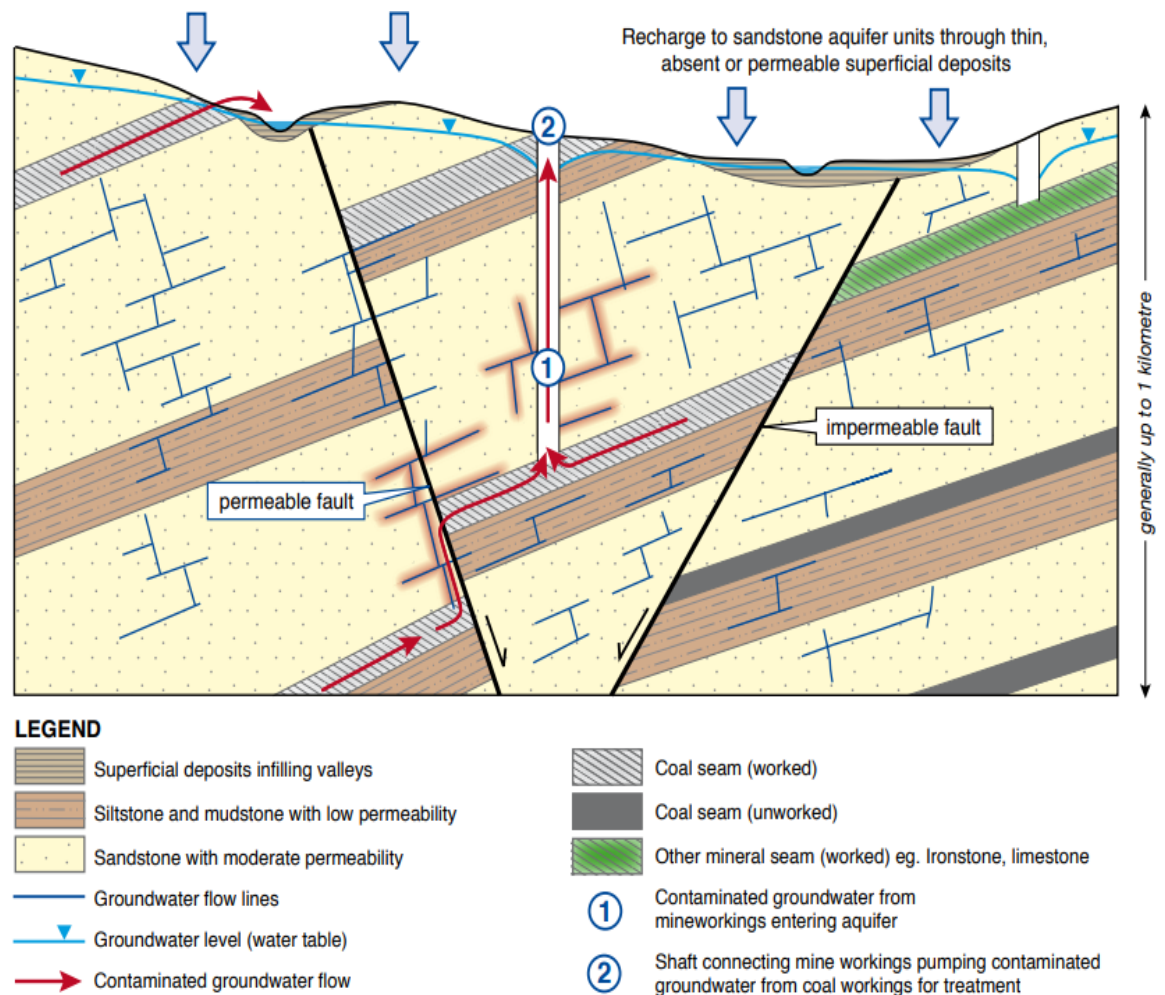 Recharge to sandstone aquifer units through thin,
absent or permeable superficial deposits
2
1
impermeable fault
permeable fault
generally up to 1 kilometre
LEGEND
Superficial deposits infilling valleys
Siltstone and mudstone with low permeability
Sandstone with moderate permeability
Groundwater flow lines
Groundwater level (water table)
Contaminated groundwater flow
Coal seam (worked)
Coal seam (unworked)
Other mineral seam (worked) eg. Ironstone, limestone
1
Contaminated groundwater from
mineworkings entering aquifer
2
Shaft connecting mine workings pumping contaminated
groundwater from coal workings for treatment